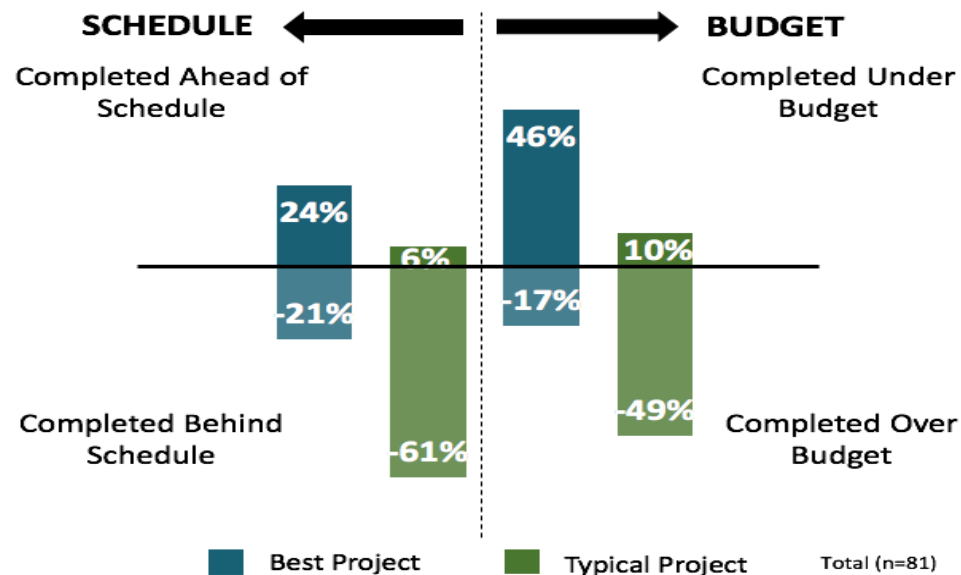 SCHEDULE
BUDGET
Completed Ahead of
Schedule
Completed Under
Budget
46%
24%
6%
10%
-21%
-17%
-49%
-61%
Completed Behind
Schedule
Completed Over
Budget
Best Project
Typical Project
Total (n=81)